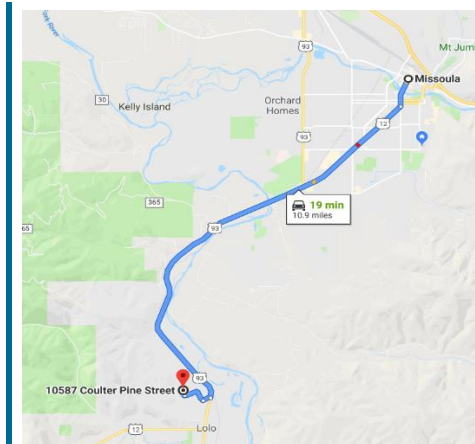 93
Mt Jum
Missoula
30
Kelly Island
Orchard
Homes
12
93
365
19 min
10.9 miles
65
93
10587 Coulter Pine Street
93
Lolo
12